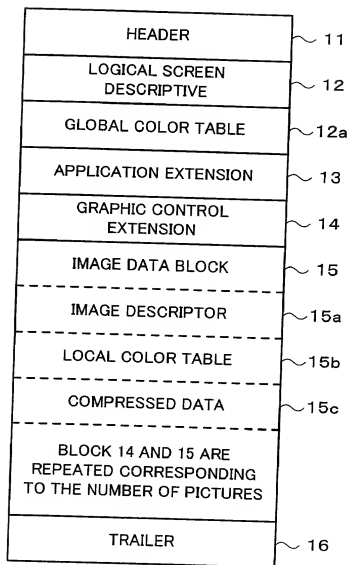 HEADER 11
LOGICAL SCREEN
DESCRIPTIVE 12
GLOBAL COLOR TABLE 12a
APPLICATION EXTENSION 13
GRAPHIC CONTROL
EXTENSION 14
IMAGE DATA BLOCK 15
IMAGE DESCRIPTOR 15a
LOCAL COLOR TABLE 15b
COMPRESSED DATA 15c
BLOCK 14 AND 15 ARE
REPEATED CORRESPONDING
TO THE NUMBER OF PICTURES
TRAILER 16